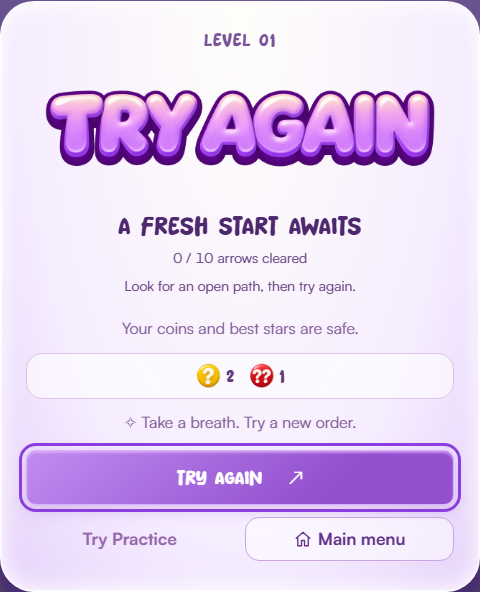 LEVEL 01
TRY AGAIN
A FRESH START AWAITS
0 / 10 arrows cleared
Look for an open path, then try again.
Your coins and best stars are safe.
? 2 ?? 1
✧ Take a breath. Try a new order.
TRY AGAIN ↗
Try Practice
Main menu